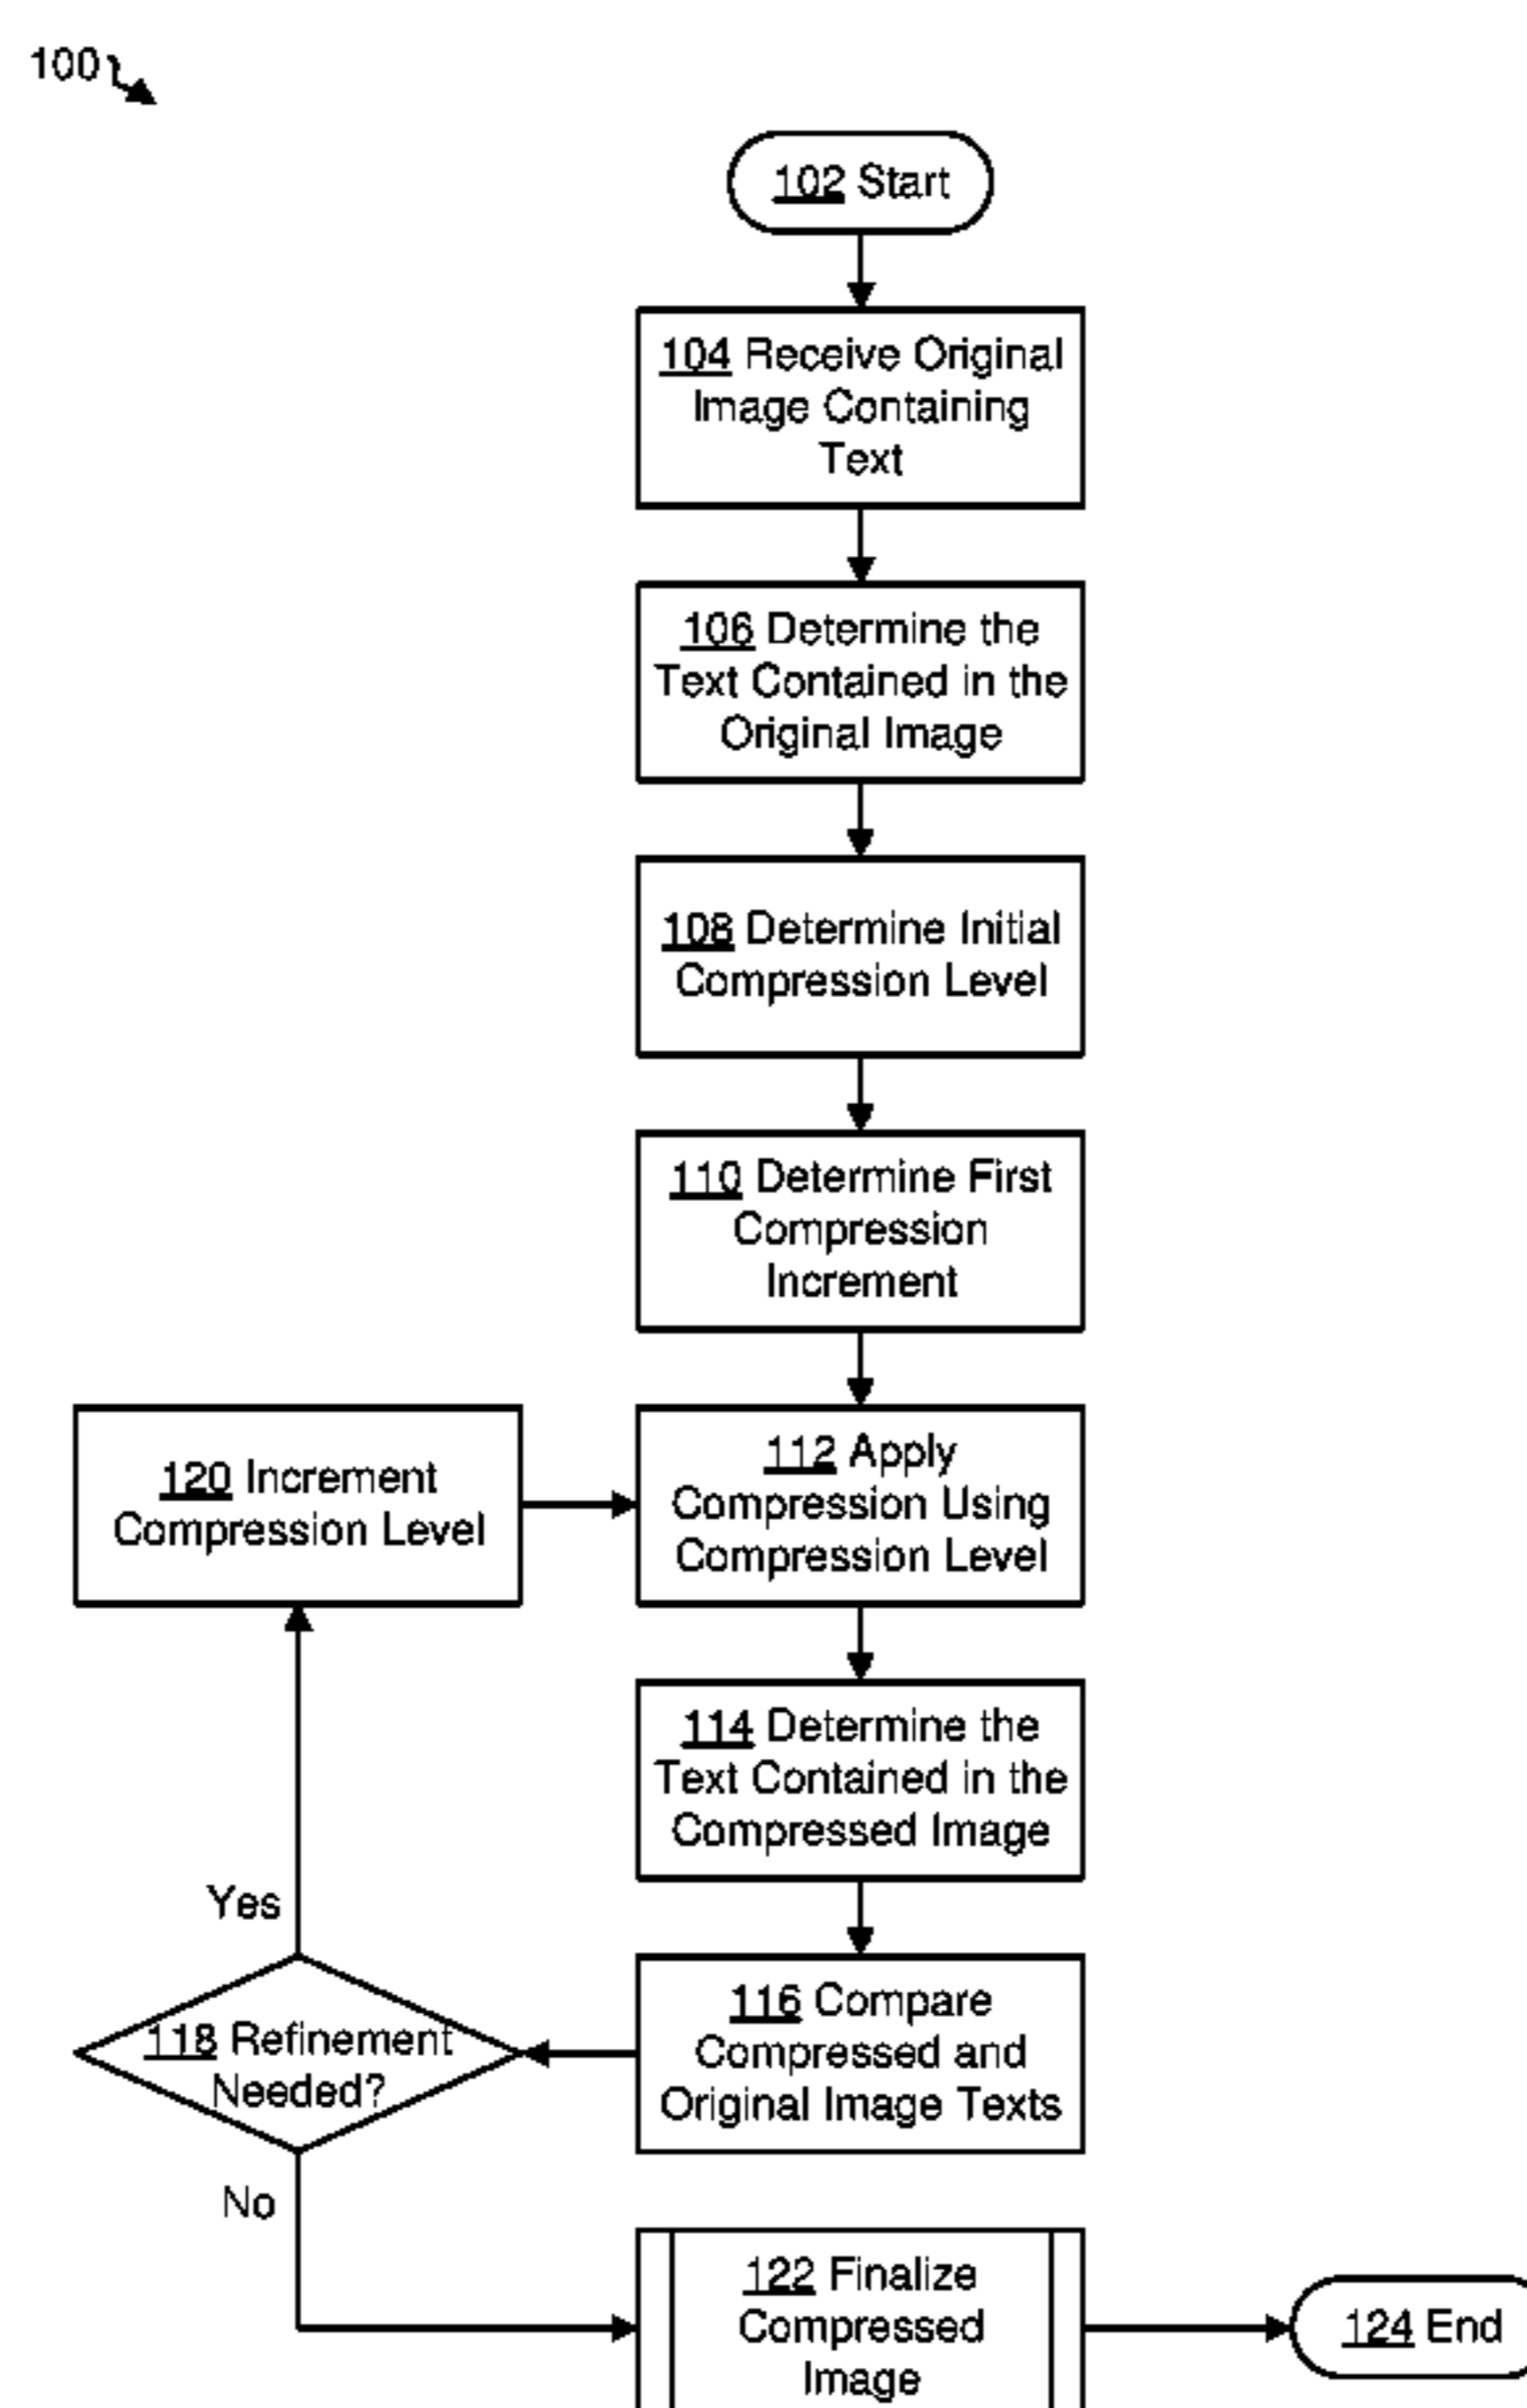 100
102 Start
104 Receive Original
Image Containing
Text
106 Determine the
Text Contained in the
Original Image
108 Determine Initial
Compression Level
110 Determine First
Compression
Increment
120 Increment
Compression Level
112 Apply
Compression Using
Compression Level
114 Determine the
Text Contained in the
Compressed Image
Yes
118 Refinement
Needed?
116 Compare
Compressed and
Original Image Texts
No
122 Finalize
Compressed
Image
124 End